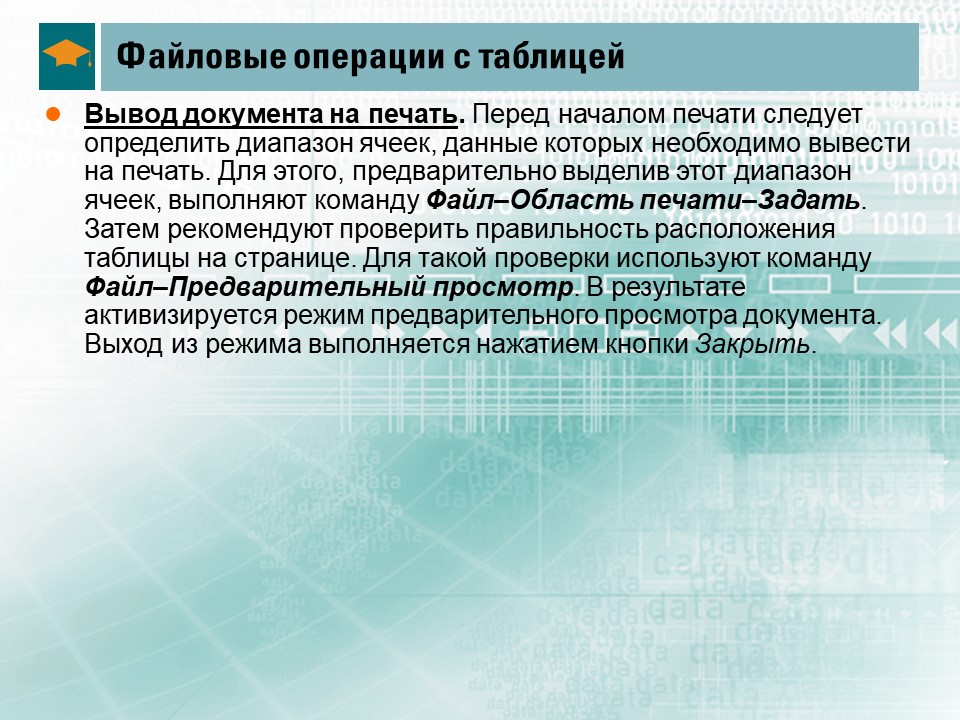 Файловые операции с таблицей
Вывод документа на печать. Перед началом печати следует
определить диапазон ячеек, данные которых необходимо вывести
на печать. Для этого, предварительно выделив этот диапазон
ячеек, выполняют команду Файл–Область печати–Задать.
Затем рекомендуют проверить правильность расположения
таблицы на странице. Для такой проверки используют команду
Файл–Предварительный просмотр. В результате
активизируется режим предварительного просмотра документа.
Выход из режима выполняется нажатием кнопки Закрыть.